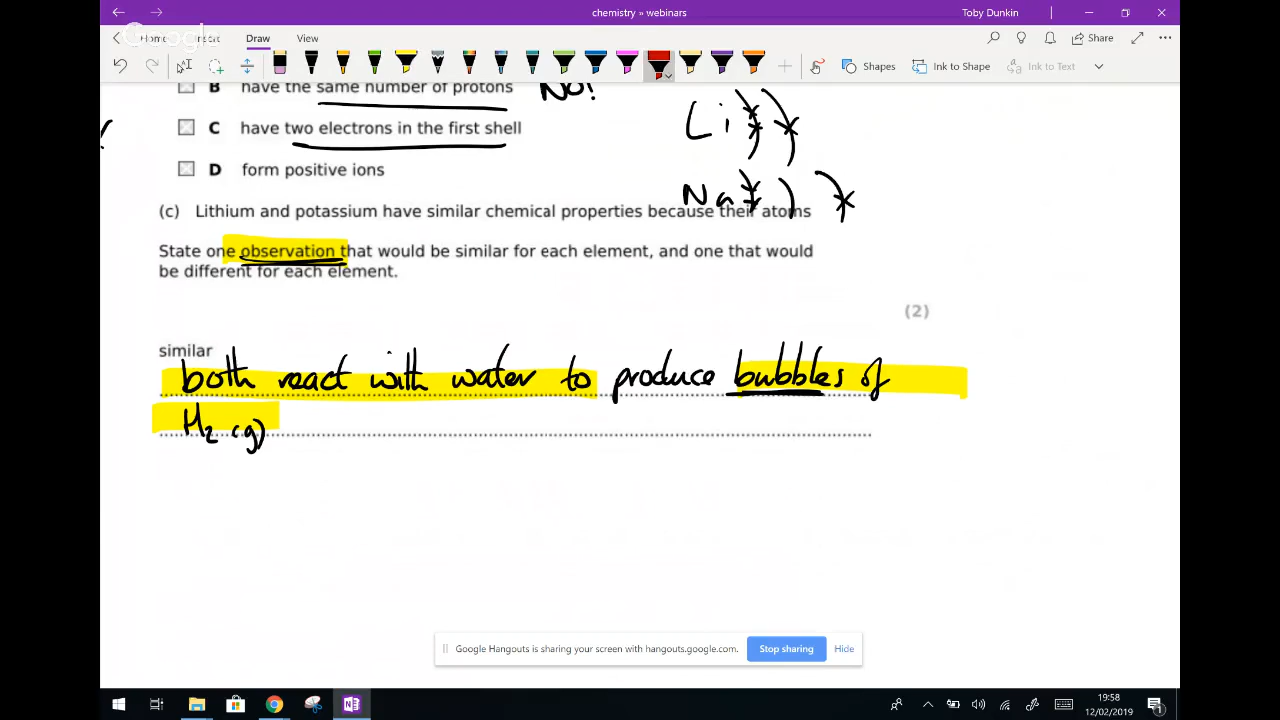 chemistry » webinars
Toby Dunkin
Google
Home
Insert
Draw
View
Share
Shapes
Ink to Shape
Ink to Text
B have the same number of protons No!
C have two electrons in the first shell
D form positive ions
Li
Na
(c) Lithium and potassium have similar chemical properties because their atoms
State one observation that would be similar for each element, and one that would
be different for each element.
(2)
similar
both react with water to produce bubbles of
H₂ (g)
Google Hangouts is sharing your screen with hangouts.google.com.
Stop sharing
Hide
19:58
12/02/2019
1